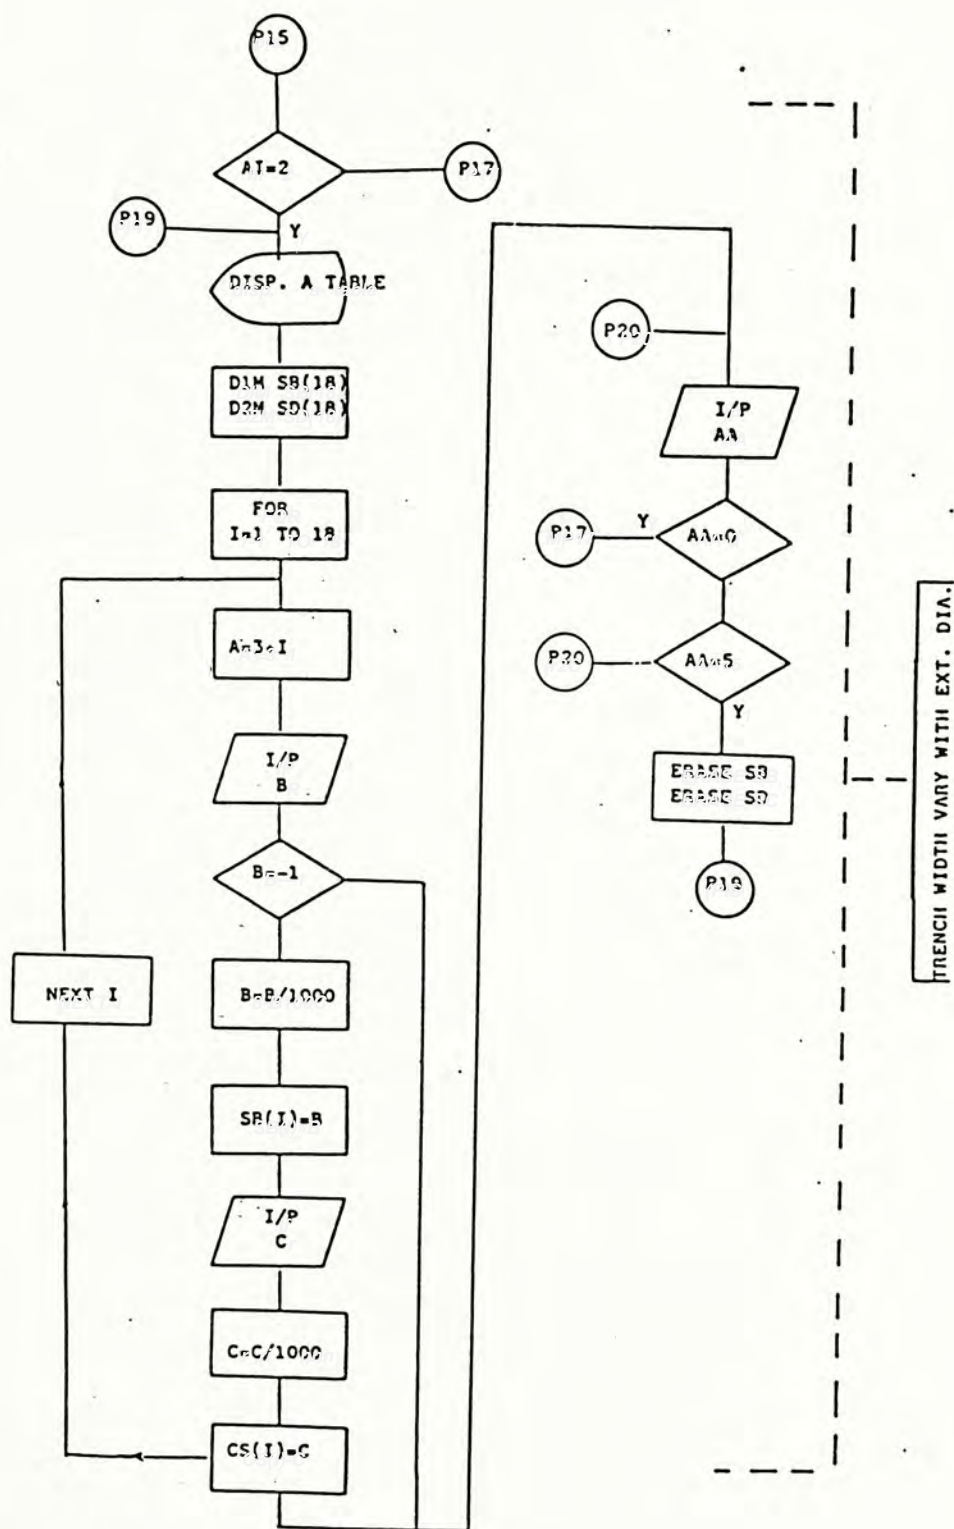 P15
AI=2
P17
P19
Y
DISP. A TABLE
DIM SB(18)
DIM SD(18)
FOR
I=1 TO 18
A=3+I
I/P
B
B=-1
B=B/1000
SB(I)=B
I/P
C
C=C/1000
CS(I)=C
NEXT I
P20
I/P
AA
AA=0
Y
P17
AA=5
P20
Y
ERASE SB
ERASE SD
P19
TRENCH WIDTH VARY WITH EXT. DIA.